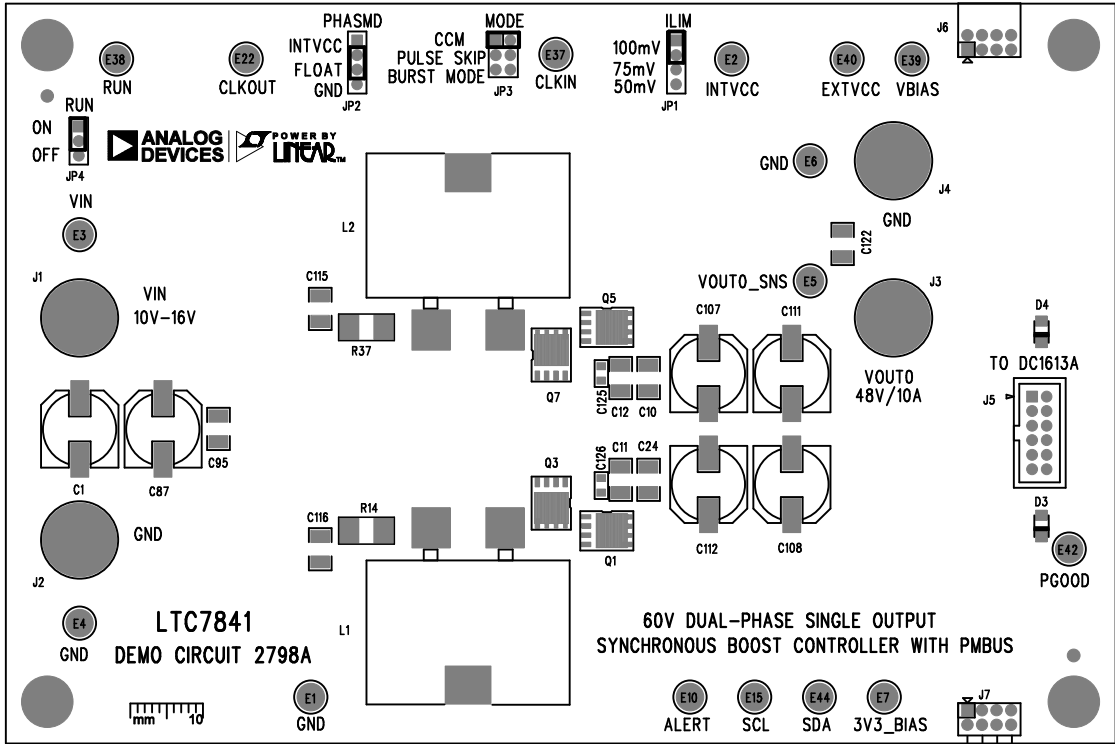 PHASMD
MODE
ILIM
J6
E38
RUN
E22
CLKOUT
INTVCC
FLOAT
GND
JP2
CCM
PULSE SKIP
BURST MODE
JP3
E37
CLKIN
100mV
75mV
50mV
JP1
E2
INTVCC
E40
EXTVCC
E39
VBIAS
RUN
ON
OFF
JP4
ANALOG
DEVICES
POWER BY
LINEAR™
VIN
E3
L2
GND
E6
J4
GND
C122
J1
VIN
10V-16V
C115
R37
Q5
Q7
VOUT0_SNS
E5
J3
C107
C111
VOUT0
48V/10A
D4
TO DC1613A
J5
C125
C12
C10
C1
C87
C95
C126
C11
C24
Q3
Q1
C112
C108
D3
E42
PGOOD
J2
GND
C116
R14
E4
GND
LTC7841
DEMO CIRCUIT 2798A
L1
60V DUAL-PHASE SINGLE OUTPUT
SYNCHRONOUS BOOST CONTROLLER WITH PMBUS
mm 10
E1
GND
E10
ALERT
E15
SCL
E44
SDA
E7
3V3_BIAS
J7